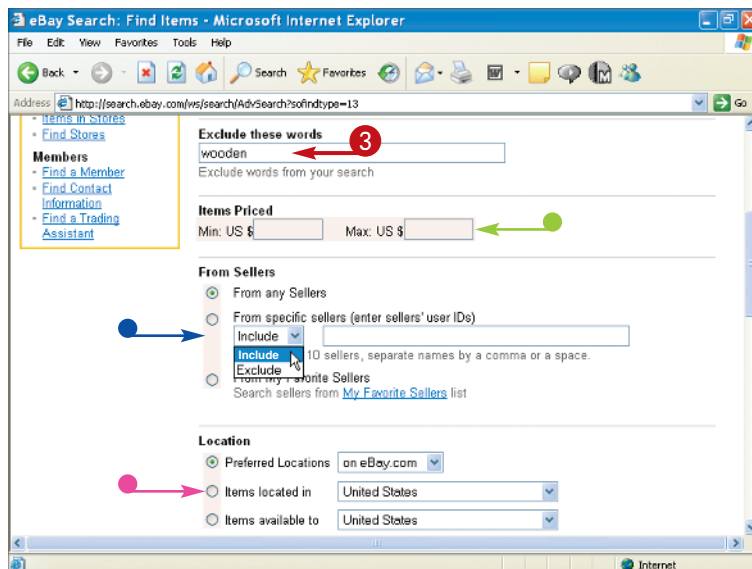 eBay Search: Find Items - Microsoft Internet Explorer
File Edit View Favorites Tools Help
Back Search Favorites
Address http://search.ebay.com/ws/search/AdvSearch?sofindtype=13 Go
Items in Stores
Find Stores
Members
Find a Member
Find Contact
Information
Find a Trading
Assistant
Exclude these words
3
wooden
Exclude words from your search
Items Priced
Min: US $ Max: US $
From Sellers
From any Sellers
From specific sellers (enter sellers' user IDs)
Include
Include 10 sellers, separate names by a comma or a space.
Exclude
From My Favorite Sellers
Search sellers from My Favorite Sellers list
Location
Preferred Locations on eBay.com
Items located in United States
Items available to United States
Internet